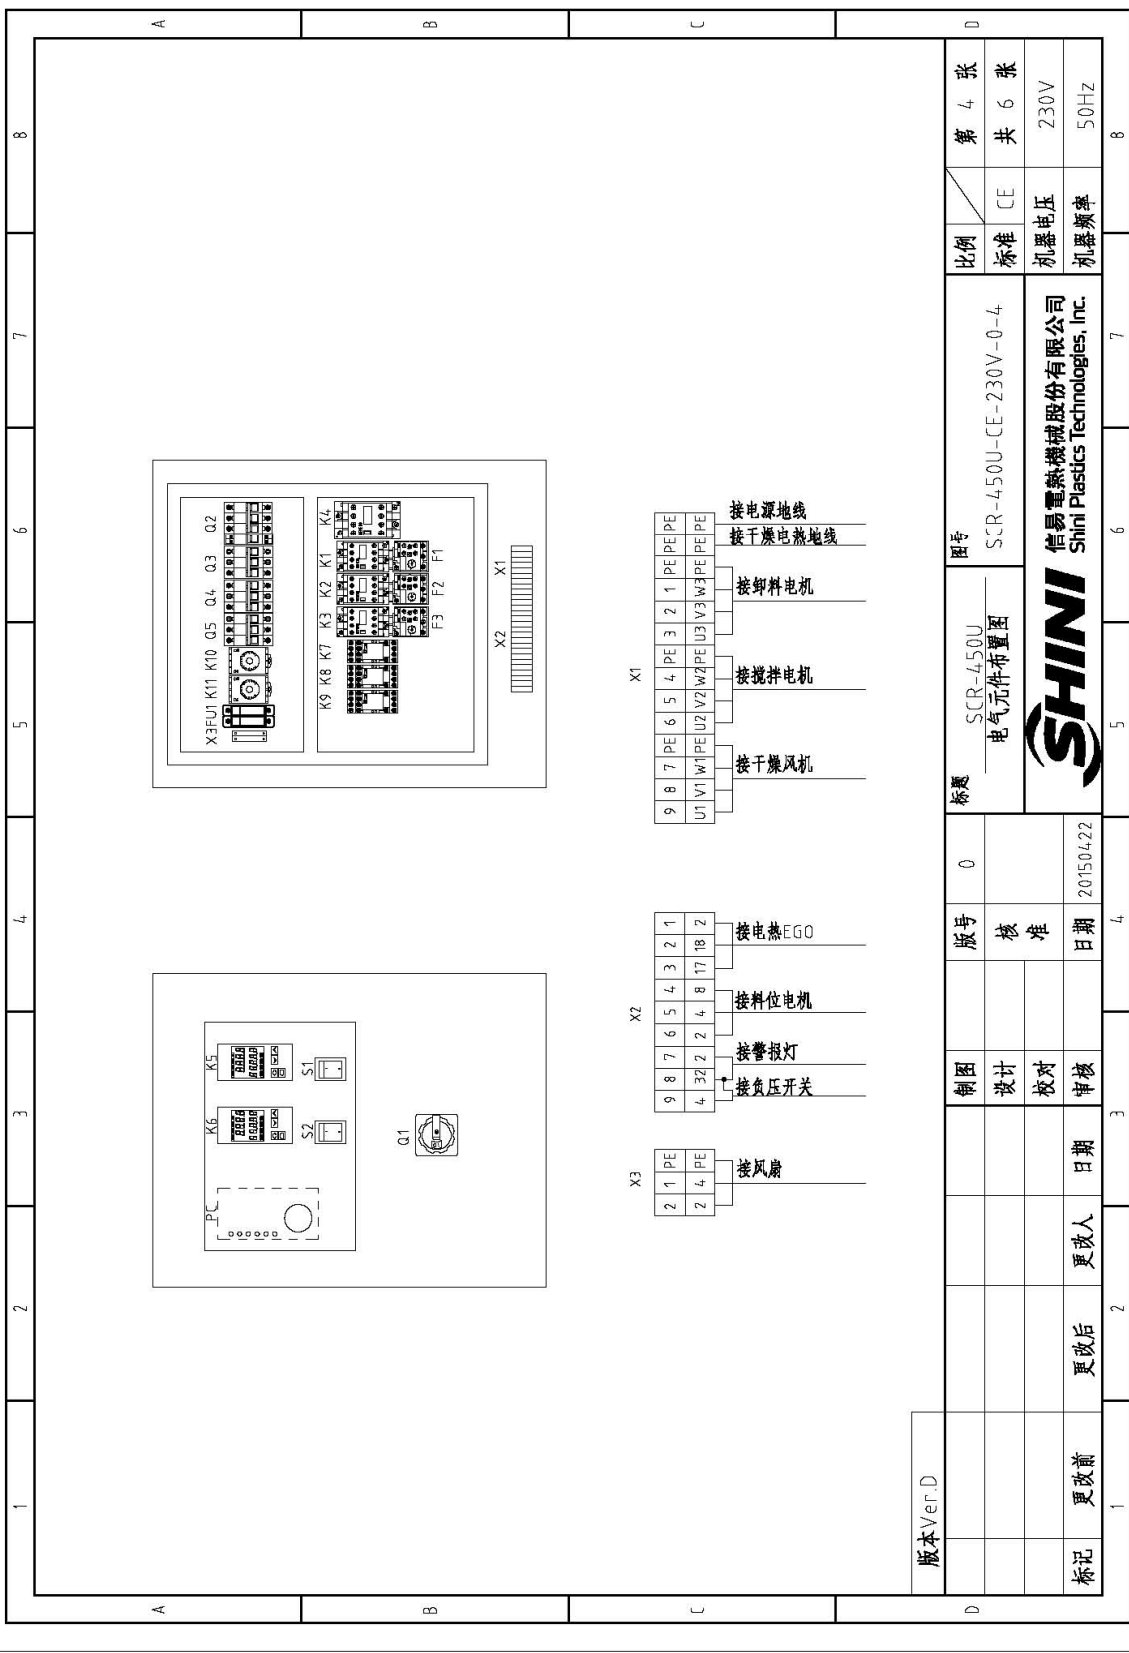 1 2 3 4 5 6 7 8
A
B
C
D
PC
K6
K5
S2
S1
Q1
X3FU1 K11 K10 Q5 Q4 Q3 Q2
K9 K8 K7 K3 K2 K1 K4
F3 F2 F1
X2 X1
X3
2 1 PE
2 4 PE
接风扇
X2
9 8 7 6 5 4 3 2 1
4 32 2 2 4 8 17 18 2
接负压开关
接警报灯
接料位电机
接电热EGO
X1
9 8 7 PE 6 5 4 PE 3 2 1 PE PE PE
U1 V1 W1 PE U2 V2 W2 PE U3 V3 W3 PE PE PE
接干燥风机
接搅拌电机
接卸料电机
接干燥电热地线
接电源地线
版本Ver.D
标记 更改前 更改后 更改人 日期
制图
设计
校对
审核
版号 0
核准
日期 20150422
标题
SCR-450U
电气元件布置图
图号
SCR-450U-CE-230V-0-4
SHINI
信易電熱機械股份有限公司
Shini Plastics Technologies, Inc.
比例
第 4 张
标准 CE
共 6 张
机器电压 230V
机器频率 50Hz
A
B
C
D
1 2 3 4 5 6 7 8